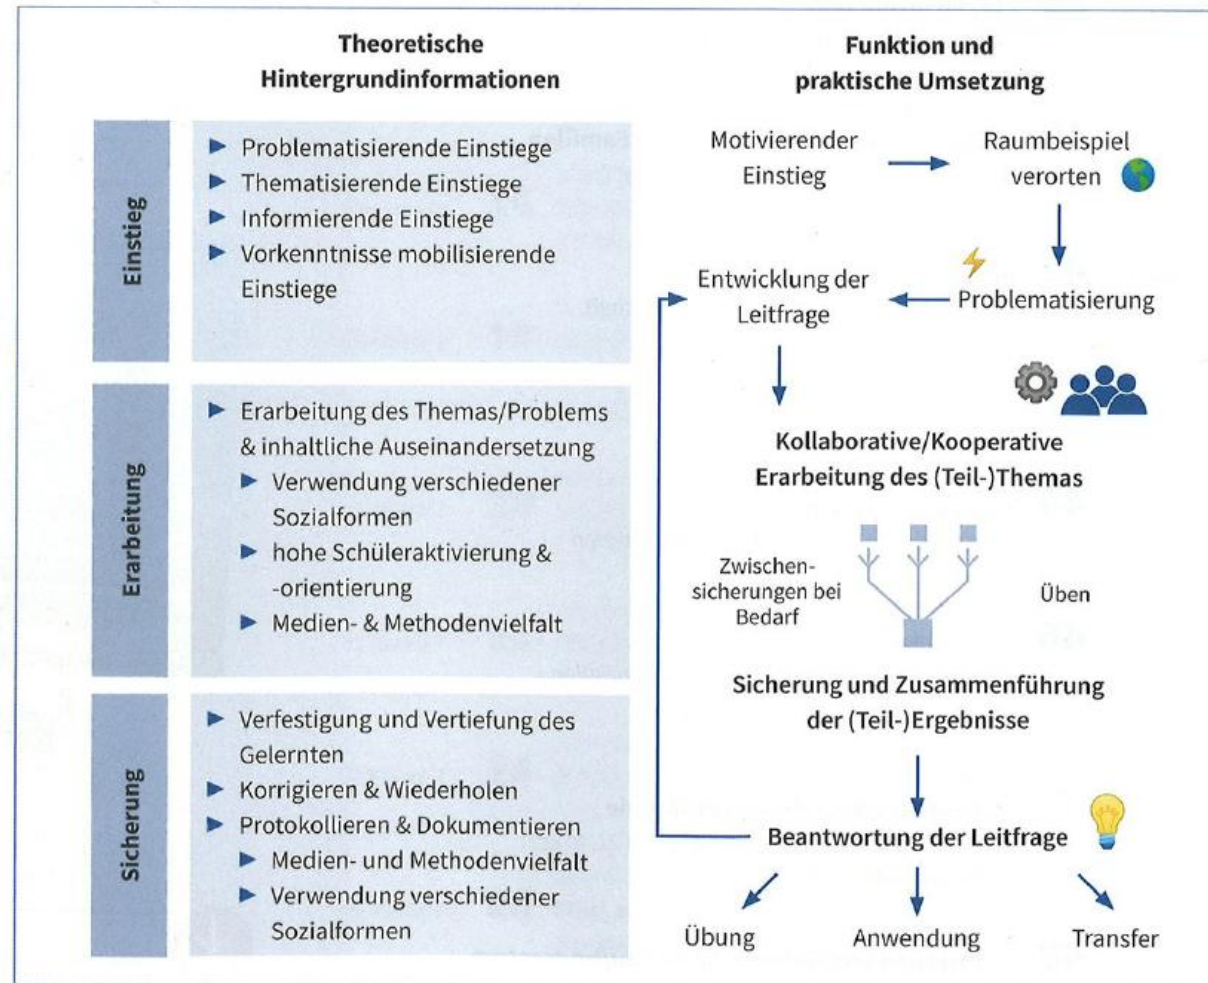 Theoretische
Hintergrundinformationen
Funktion und
praktische Umsetzung
Einstieg
Problematisierende Einstiege
Thematisierende Einstiege
Informierende Einstiege
Vorkenntnisse mobilisierende
Einstiege
Motivierender
Einstieg
Raumbeispiel
verorten
Problematisierung
Entwicklung der
Leitfrage
Erarbeitung
Erarbeitung des Themas/Problems
& inhaltliche Auseinandersetzung
Verwendung verschiedener
Sozialformen
hohe Schüleraktivierung &
-orientierung
Medien- & Methodenvielfalt
Kollaborative/Kooperative
Erarbeitung des (Teil-)Themas
Zwischen-
sicherungen bei
Bedarf
Üben
Sicherung
Verfestigung und Vertiefung des
Gelernten
Korrigieren & Wiederholen
Protokollieren & Dokumentieren
Medien- und Methodenvielfalt
Verwendung verschiedener
Sozialformen
Sicherung und Zusammenführung
der (Teil-)Ergebnisse
Beantwortung der Leitfrage
Übung
Anwendung
Transfer